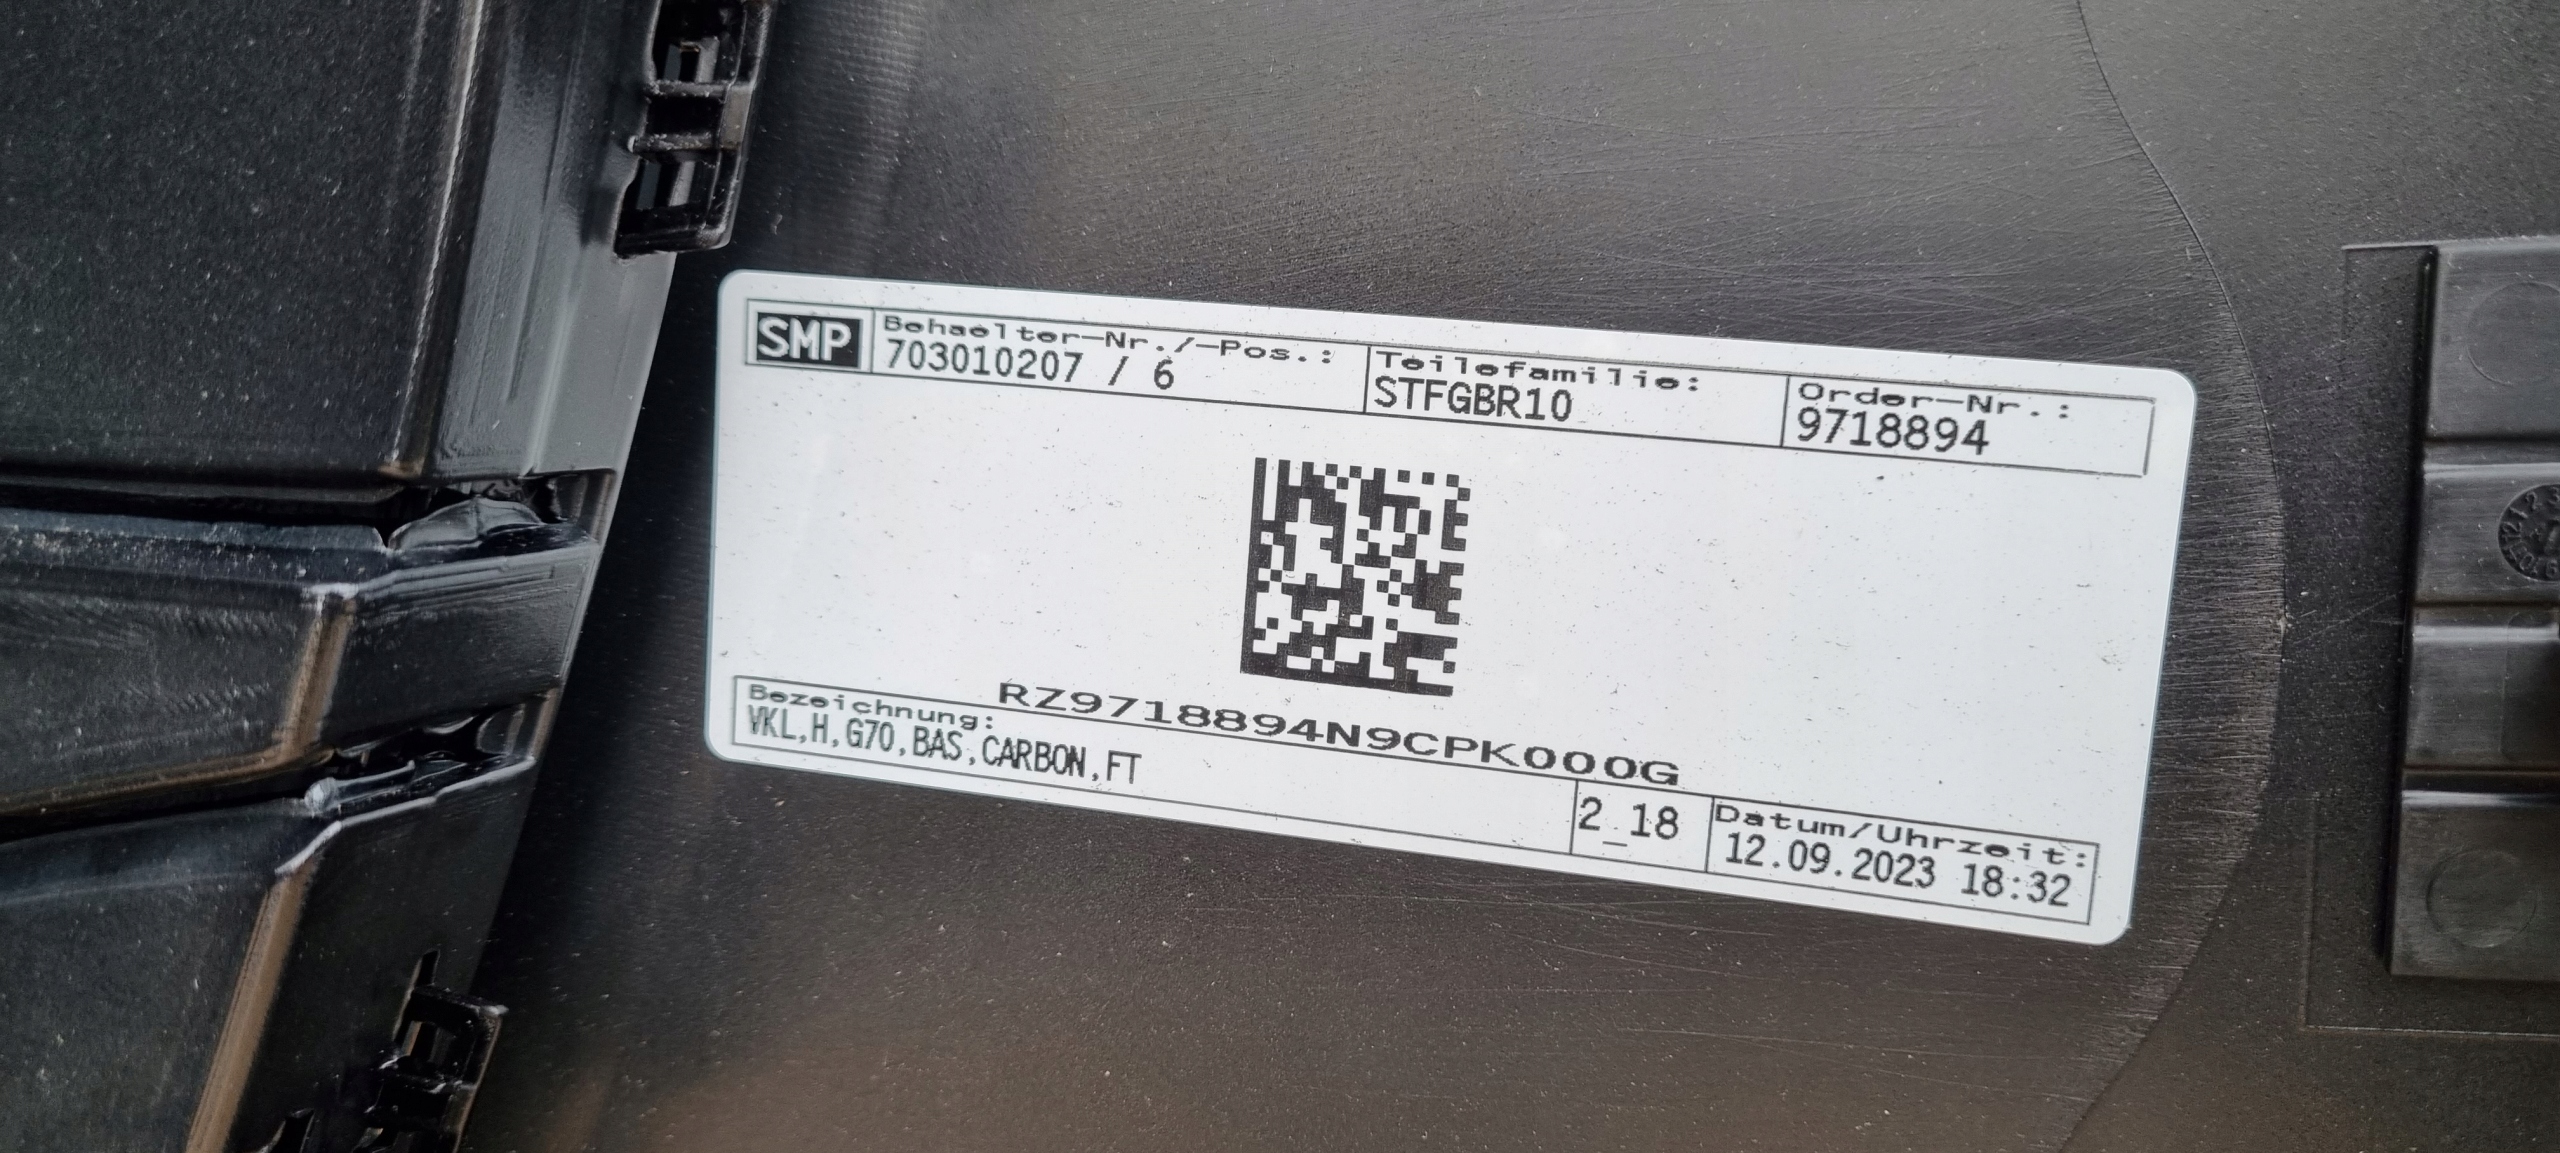 SMP
Behaelter-Nr./-Pos.:
703010207 / 6
Teilefamilie:
STFGBR10
Order-Nr.:
9718894
RZ9718894N9CPK000G
Bezeichnung:
VKL,H,G70,BAS,CARBON,FT
2_18
Datum/Uhrzeit:
12.09.2023 18:32